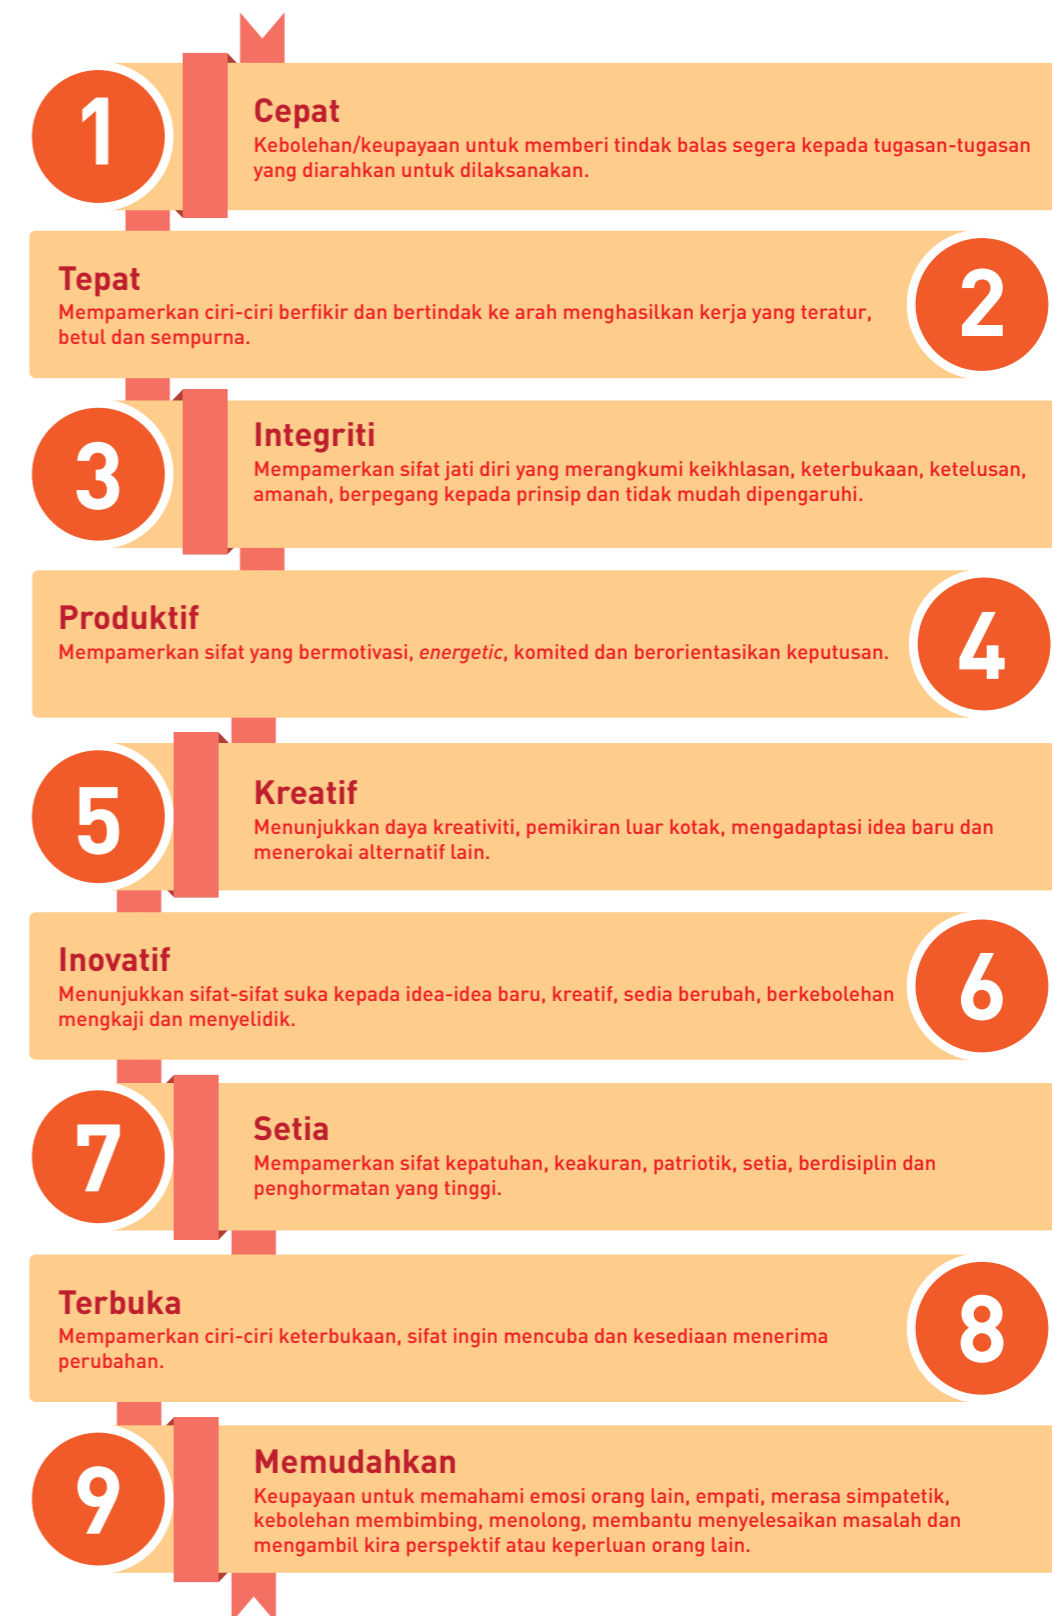 1
Cepat
Kebolehan/keupayaan untuk memberi tindak balas segera kepada tugasan-tugasan
yang diarahkan untuk dilaksanakan.
Tepat
Mempamerkan ciri-ciri berfikir dan bertindak ke arah menghasilkan kerja yang teratur,
betul dan sempurna.
2
3
Integriti
Mempamerkan sifat jati diri yang merangkumi keikhlasan, keterbukaan, ketelusan,
amanah, berpegang kepada prinsip dan tidak mudah dipengaruhi.
Produktif
Mempamerkan sifat yang bermotivasi, energetic, komited dan berorientasikan keputusan.
4
5
Kreatif
Menunjukkan daya kreativiti, pemikiran luar kotak, mengadaptasi idea baru dan
menerokai alternatif lain.
Inovatif
Menunjukkan sifat-sifat suka kepada idea-idea baru, kreatif, sedia berubah, berkebolehan
mengkaji dan menyelidik.
6
7
Setia
Mempamerkan sifat kepatuhan, keakuran, patriotik, setia, berdisiplin dan
penghormatan yang tinggi.
Terbuka
Mempamerkan ciri-ciri keterbukaan, sifat ingin mencuba dan kesediaan menerima
perubahan.
8
9
Memudahkan
Keupayaan untuk memahami emosi orang lain, empati, merasa simpatetik,
kebolehan membimbing, menolong, membantu menyelesaikan masalah dan
mengambil kira perspektif atau keperluan orang lain.